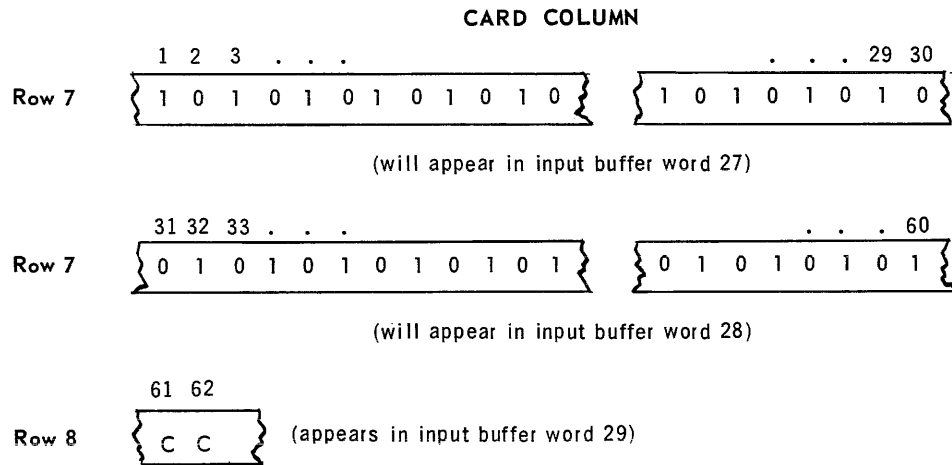 CARD COLUMN
1 2 3 . . . . . . 29 30
Row 7 1 0 1 0 1 0 1 0 1 0 1 0 1 0 1 0 1 0 1 0
(will appear in input buffer word 27)
31 32 33 . . . . . . 60
Row 7 0 1 0 1 0 1 0 1 0 1 0 1 0 1 0 1 0 1 0 1
(will appear in input buffer word 28)
61 62
Row 8 C C (appears in input buffer word 29)